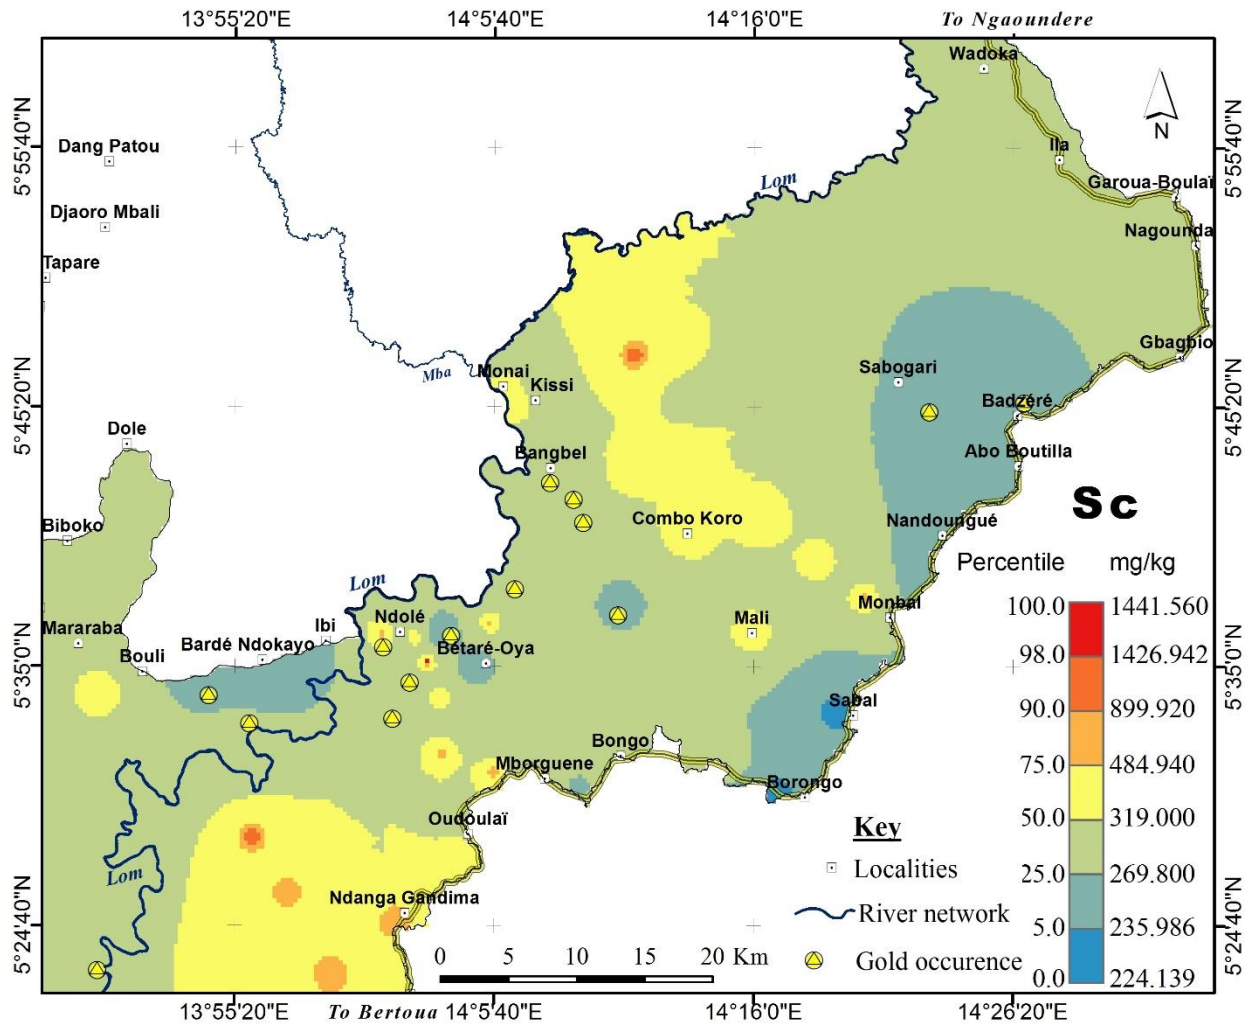 13°55'20"E 14°5'40"E 14°16'0"E To Ngaoundere
Wadoka
N
5°55'40"N
5°55'40"N
Dang Patou
Ila
Lom
Garoua-Boulaï
Djaoro Mbali
Nagounda
Tapare
Gbagbio
Mba
Monai
Kissi
Sabogari
5°45'20"N
5°45'20"N
Badzéré
Dole
Bangbel
Abo Boutilla
Sc
Biboko
Combo Koro
Nandoungué
Percentile mg/kg
Lom
100.0 1441.560
Mararaba
Bardé Ndokayo
Ibi
Ndolé
Mali
Monbal
Bouli
Bétaré-Oya
98.0 1426.942
5°35'0"N
5°35'0"N
Sabal
90.0 899.920
Bongo
75.0 484.940
Mborguene
Borongo
Oudoulaï
50.0 319.000
Key
Lom
Localities
25.0 269.800
Ndanga Gandima
River network
5.0 235.986
5°24'40"N
5°24'40"N
0 5 10 15 20 Km
Gold occurence
0.0 224.139
13°55'20"E To Bertoua 14°5'40"E 14°16'0"E 14°26'20"E